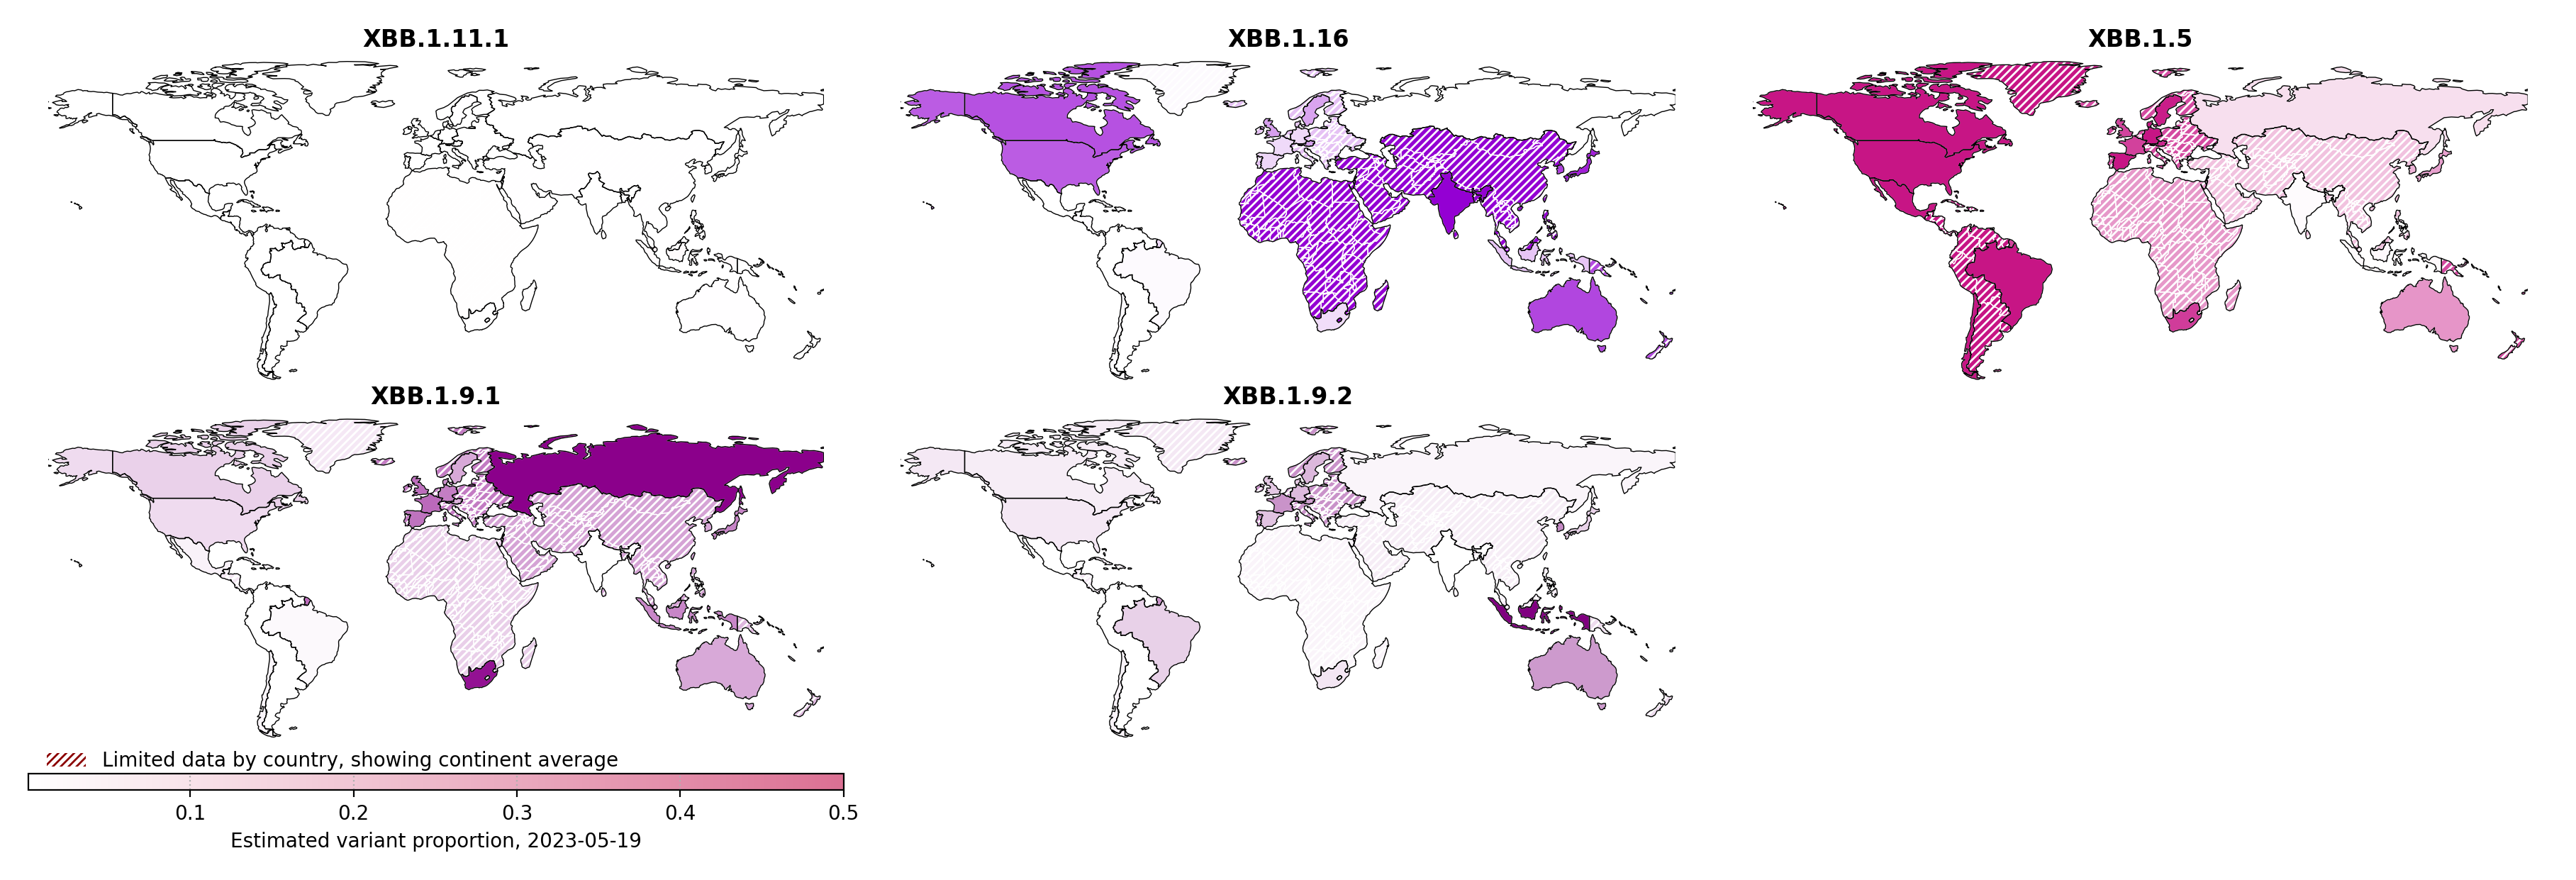 XBB.1.11.1
XBB.1.16
XBB.1.5
XBB.1.9.1
XBB.1.9.2
Limited data by country, showing continent average
0.1 0.2 0.3 0.4 0.5
Estimated variant proportion, 2023-05-19